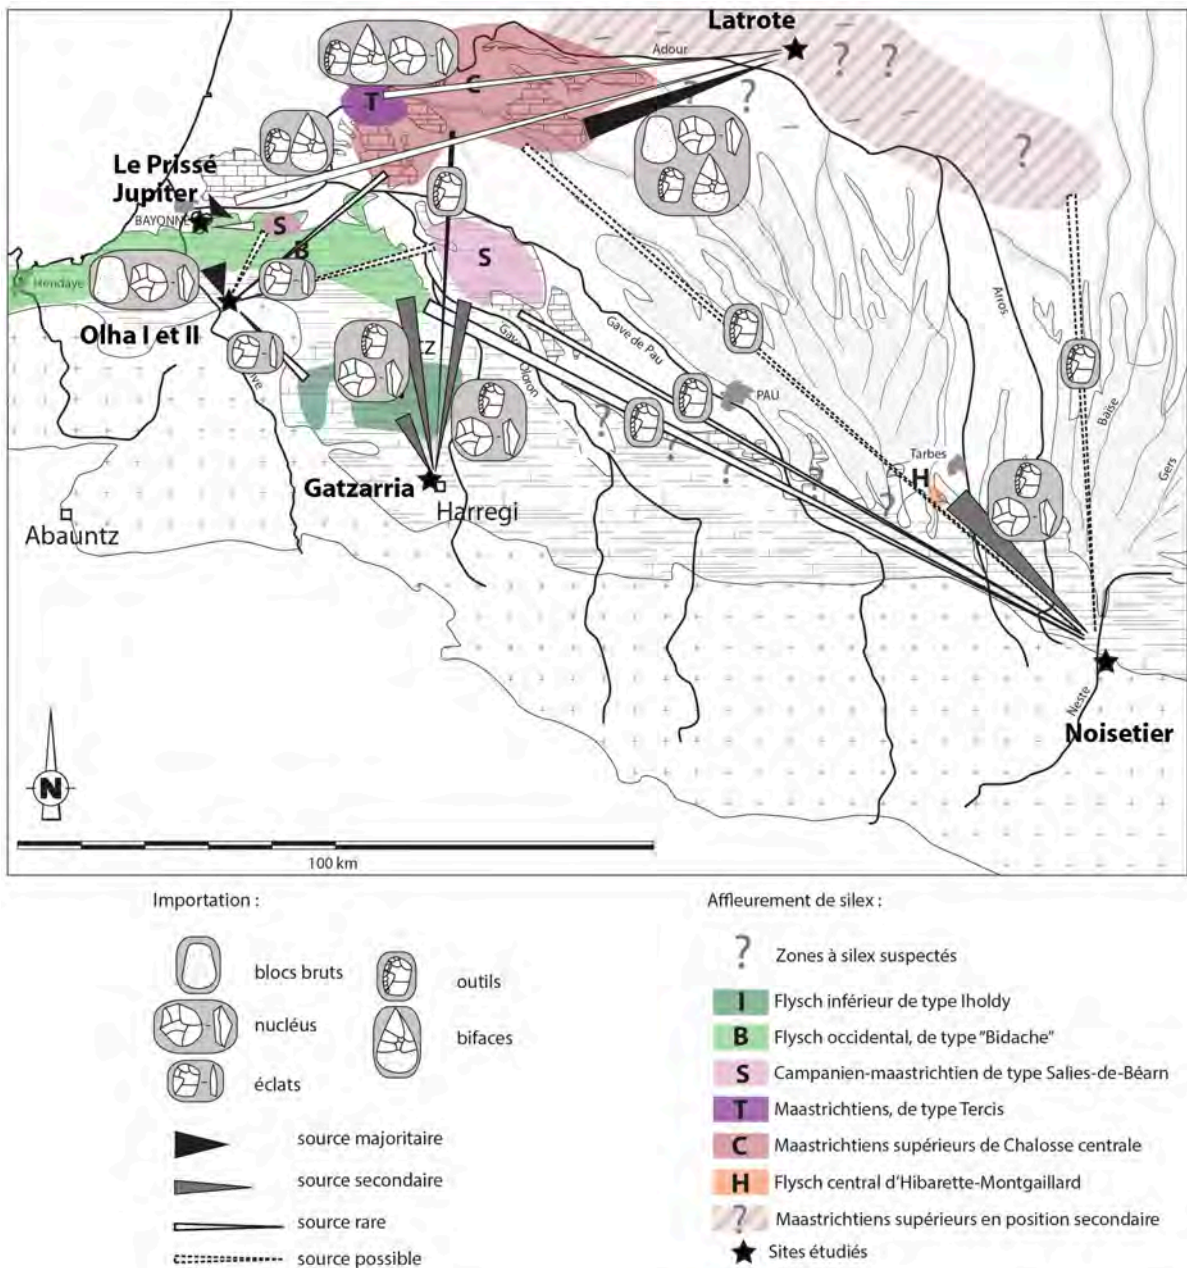 Latrote
Adour
? ?
C
T
?
?
?
Le Prissé
Jupiter
BAYONNE
S
B
S
Hendaye
Olha I et II
TZ
Gave de Pau
Arros
Baïse
Gers
PAU
?
?
?
?
Tarbes
H
?
Gatzarria
Harregi
Abauntz
Neste
Noisetier
N
100 km
Importation :
blocs bruts
outils
nucléus
bifaces
éclats
source majoritaire
source secondaire
source rare
source possible
Affleurement de silex :
? Zones à silex suspectés
I Flysch inférieur de type Iholdy
B Flysch occidental, de type "Bidache"
S Campanien-maastrichtien de type Salies-de-Béarn
T Maastrichtiens, de type Tercis
C Maastrichtiens supérieurs de Chalosse centrale
H Flysch central d'Hibarette-Montgaillard
? Maastrichtiens supérieurs en position secondaire
Sites étudiés